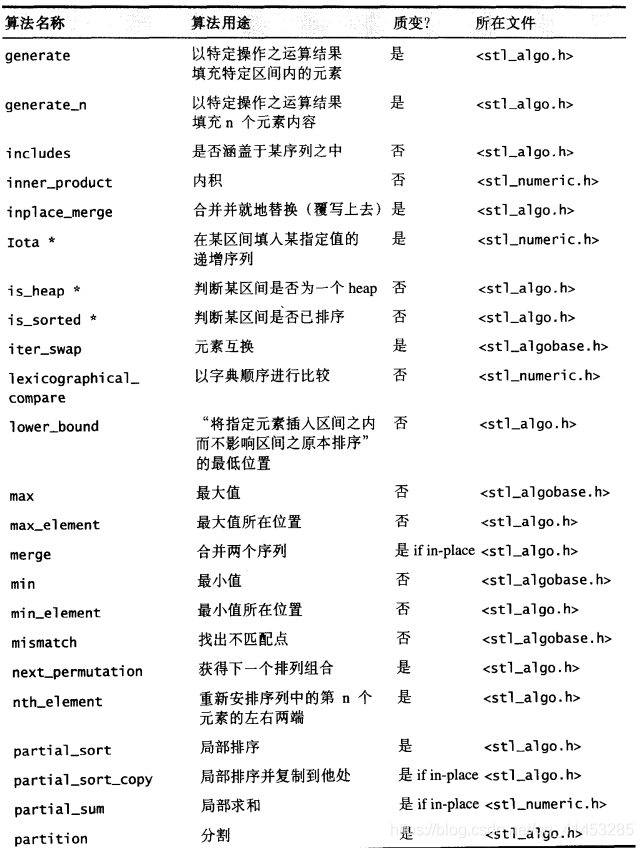 算法名称 算法用途 质变? 所在文件
generate 以特定操作之运算结果 是 <stl_algo.h>
填充特定区间内的元素
generate_n 以特定操作之运算结果 是 <stl_algo.h>
填充 n 个元素内容
includes 是否涵盖于某序列之中 否 <stl_algo.h>
inner_product 内积 否 <stl_numeric.h>
inplace_merge 合并并就地替换（覆写上去） 是 <stl_algo.h>
Iota * 在某区间填入某指定值的 是 <stl_numeric.h>
递增序列
is_heap * 判断某区间是否为一个 heap 否 <stl_algo.h>
is_sorted * 判断某区间是否已排序 否 <stl_algo.h>
iter_swap 元素互换 是 <stl_algobase.h>
lexicographical_ 以字典顺序进行比较 否 <stl_numeric.h>
compare
lower_bound “将指定元素插入区间之内 否 <stl_algo.h>
而不影响区间之原本排序”
的最低位置
max 最大值 否 <stl_algobase.h>
max_element 最大值所在位置 否 <stl_algo.h>
merge 合并两个序列 是 if in-place <stl_algo.h>
min 最小值 否 <stl_algobase.h>
min_element 最小值所在位置 否 <stl_algo.h>
mismatch 找出不匹配点 否 <stl_algobase.h>
next_permutation 获得下一个排列组合 是 <stl_algo.h>
nth_element 重新安排序列中的第 n 个 是 <stl_algo.h>
元素的左右两端
partial_sort 局部排序 是 <stl_algo.h>
partial_sort_copy 局部排序并复制到他处 是 if in-place <stl_algo.h>
partial_sum 局部求和 是 if in-place <stl_numeric.h>
partition 分割 是 <stl_algo.h>